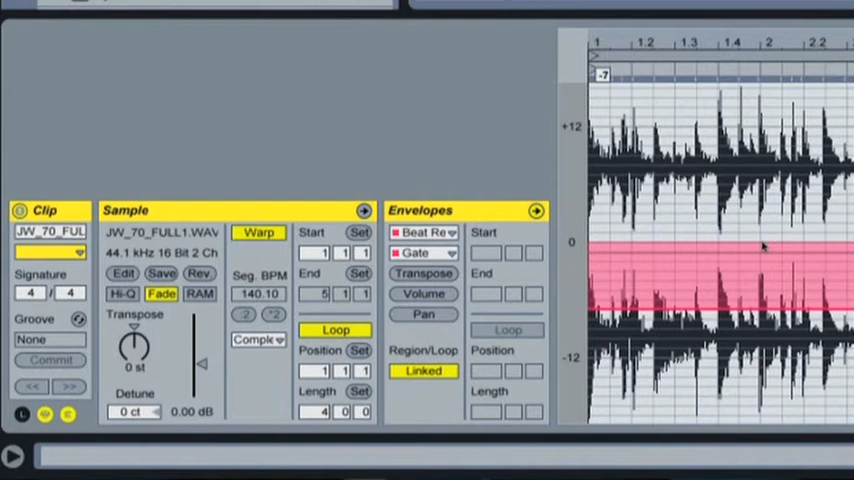 1 1.2 1.3 1.4 2 2.2
-7
+12
0
-12
Clip
JW_70_FUL
Signature
4 / 4
Groove
None
Commit
<< >>
L
E
Sample
JW_70_FULL1.WAV
44.1 kHz 16 Bit 2 Ch
Edit Save Rev.
Hi-Q Fade RAM
Transpose
0 st
Detune
0 ct 0.00 dB
Warp
Seg. BPM
140.10
:2 *2
Comple
Start Set
1 1 1
End Set
5 1 1
Loop
Position Set
1 1 1
Length Set
4 0 0
Envelopes
Beat Re
Gate
Transpose
Volume
Pan
Region/Loop
Linked
Start
End
Loop
Position
Length